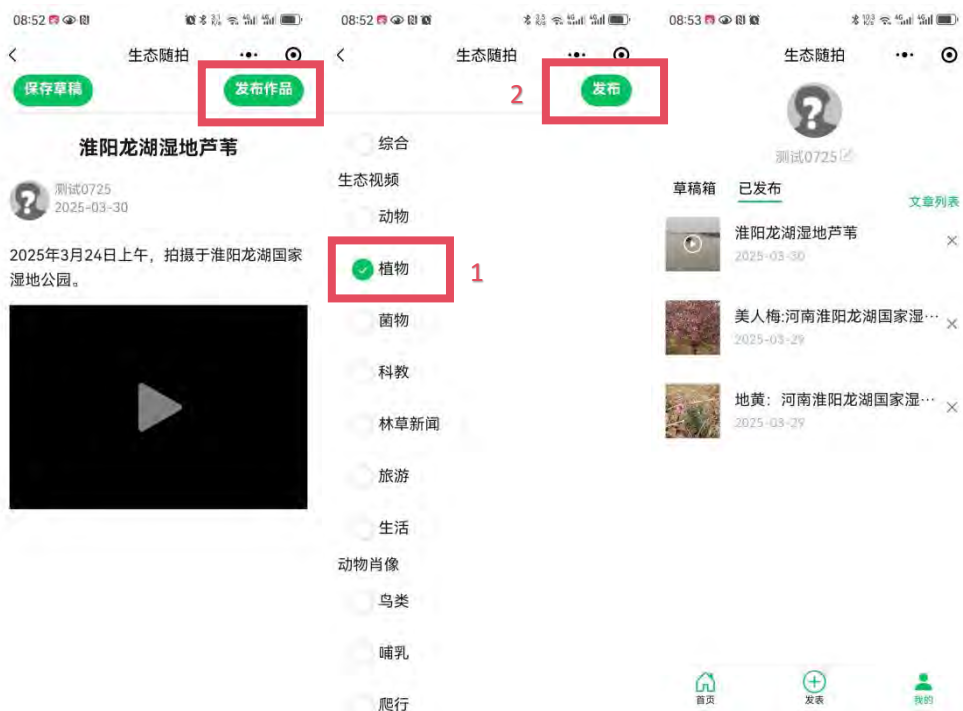 08:52
生态随拍
保存草稿
发布作品
淮阳龙湖湿地芦苇
测试0725
2025-03-30
2025年3月24日上午，拍摄于淮阳龙湖国家
湿地公园。
08:52
生态随拍
2
发布
综合
生态视频
动物
植物
1
菌物
科教
林草新闻
旅游
生活
动物肖像
鸟类
哺乳
爬行
08:53
生态随拍
测试0725
草稿箱 已发布
文章列表
淮阳龙湖湿地芦苇
2025-03-30
美人梅:河南淮阳龙湖国家湿…
2025-03-29
地黄：河南淮阳龙湖国家湿…
2025-03-29
首页 发表 我的